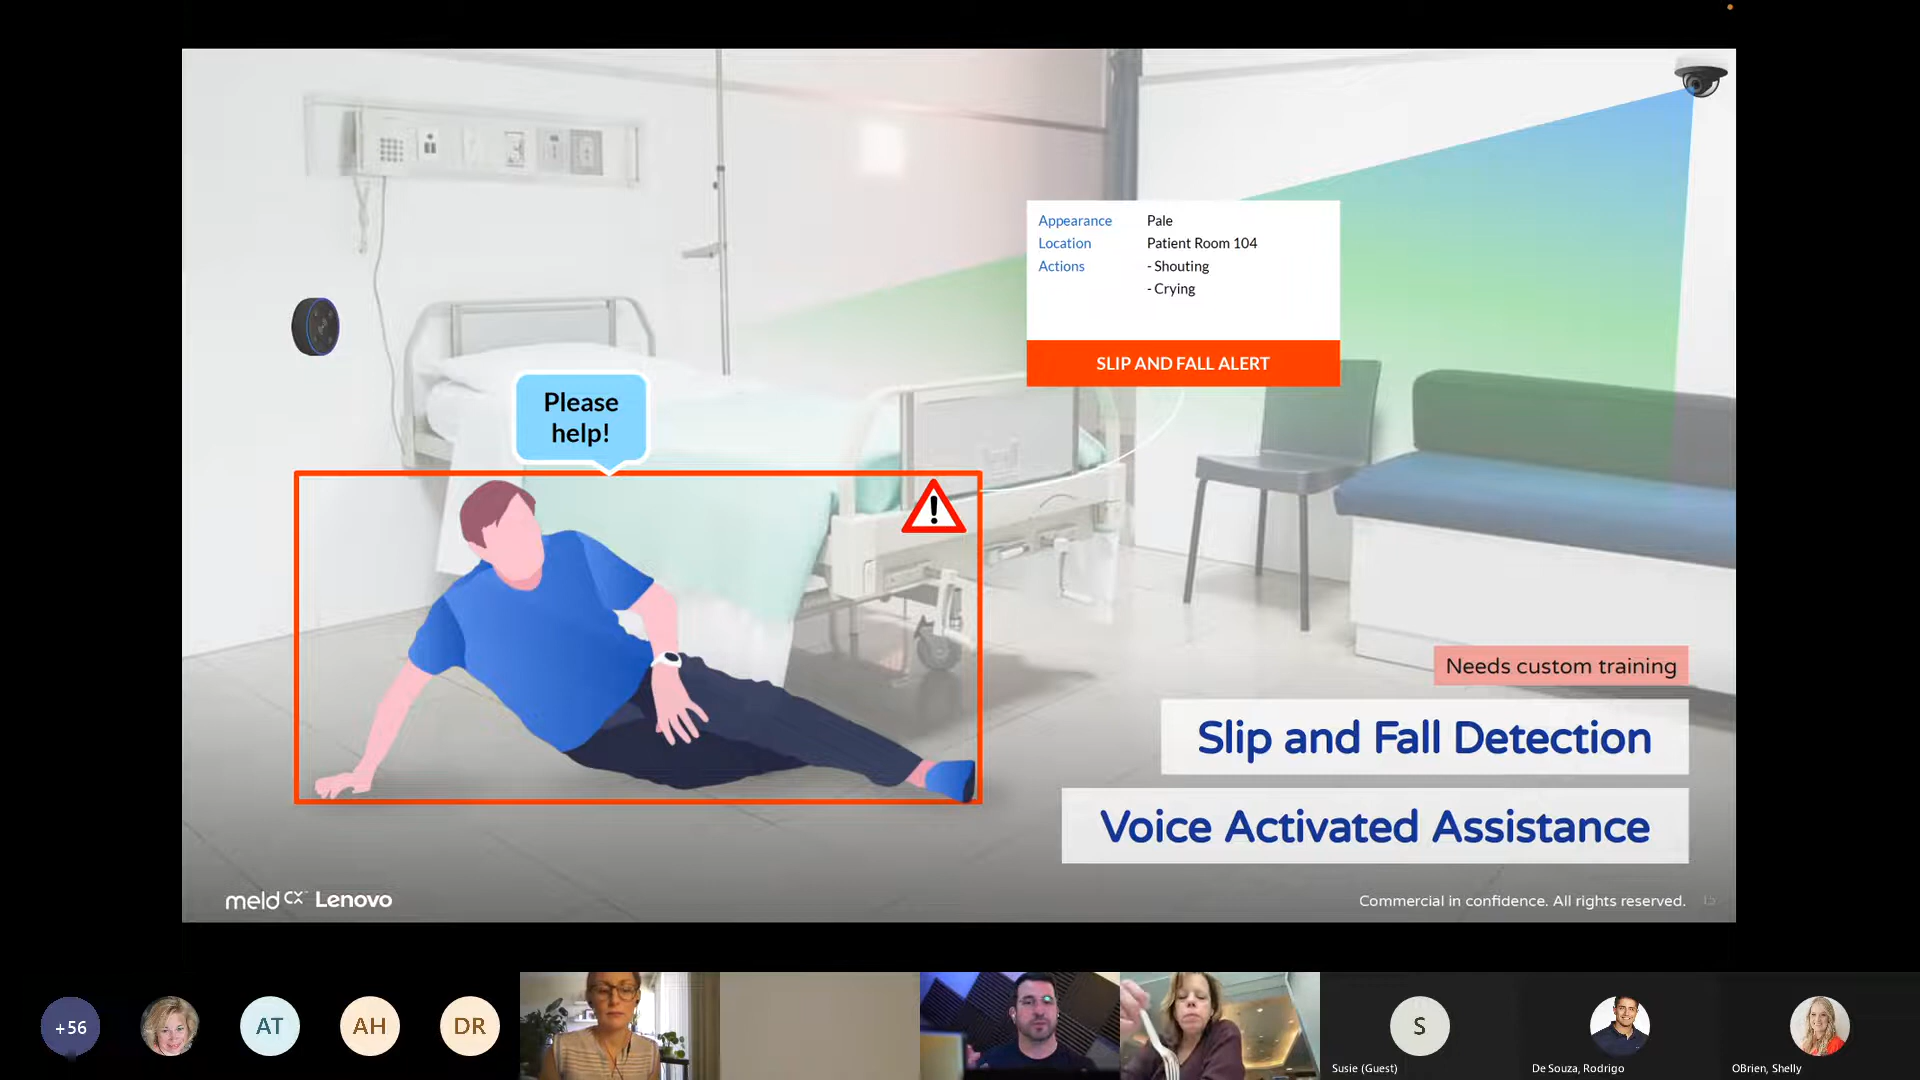 Appearance Pale
Location Patient Room 104
Actions - Shouting
- Crying
SLIP AND FALL ALERT
Please
help!
!
Needs custom training
Slip and Fall Detection
Voice Activated Assistance
meld CX Lenovo
Commercial in confidence. All rights reserved. 15
+56
AT
AH
DR
S
Susie (Guest)
De Souza, Rodrigo
OBrien, Shelly